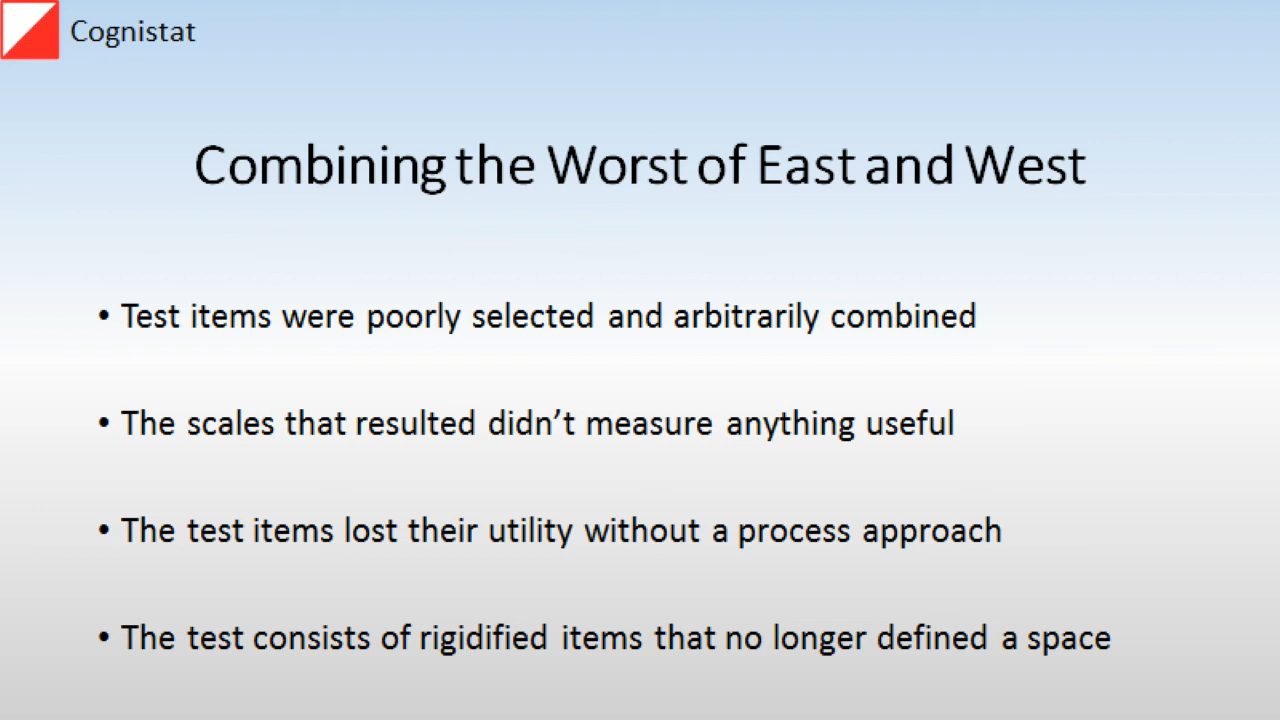 Cognistat
Combining the Worst of East and West
• Test items were poorly selected and arbitrarily combined
• The scales that resulted didn’t measure anything useful
• The test items lost their utility without a process approach
• The test consists of rigidified items that no longer defined a space